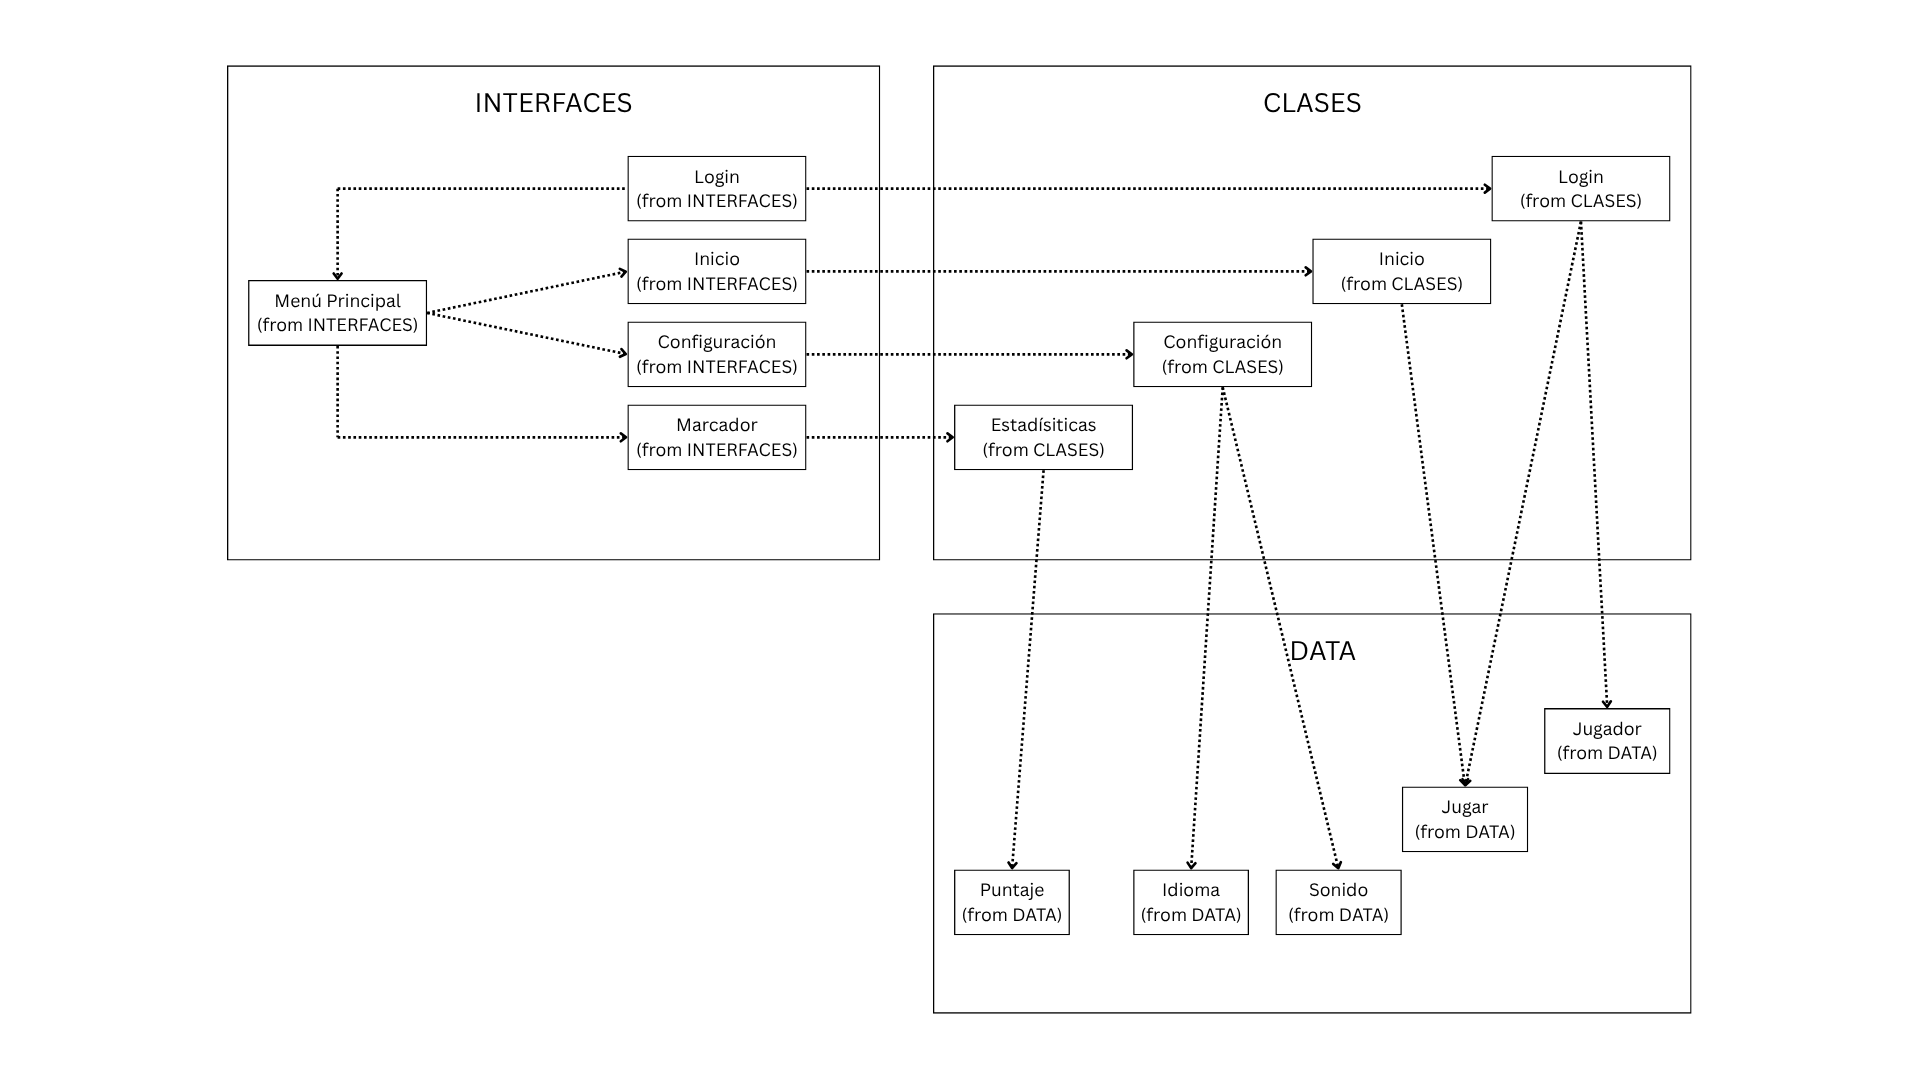 INTERFACES
Login
(from INTERFACES)
Inicio
(from INTERFACES)
Menú Principal
(from INTERFACES)
Configuración
(from INTERFACES)
Marcador
(from INTERFACES)
CLASES
Login
(from CLASES)
Inicio
(from CLASES)
Configuración
(from CLASES)
Estadísiticas
(from CLASES)
DATA
Jugador
(from DATA)
Jugar
(from DATA)
Puntaje
(from DATA)
Idioma
(from DATA)
Sonido
(from DATA)